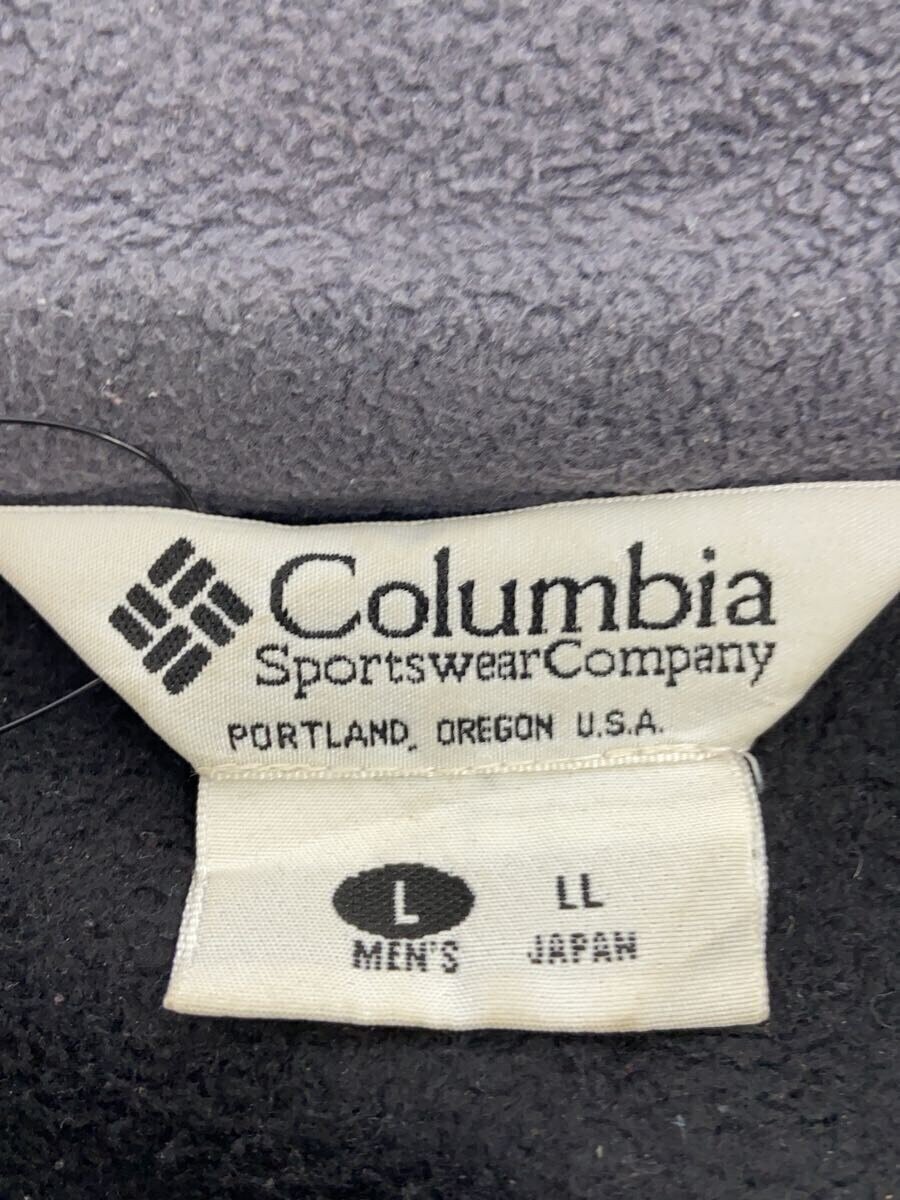 Columbia
SportswearCompany
PORTLAND, OREGON U.S.A.
L LL
MEN'S JAPAN